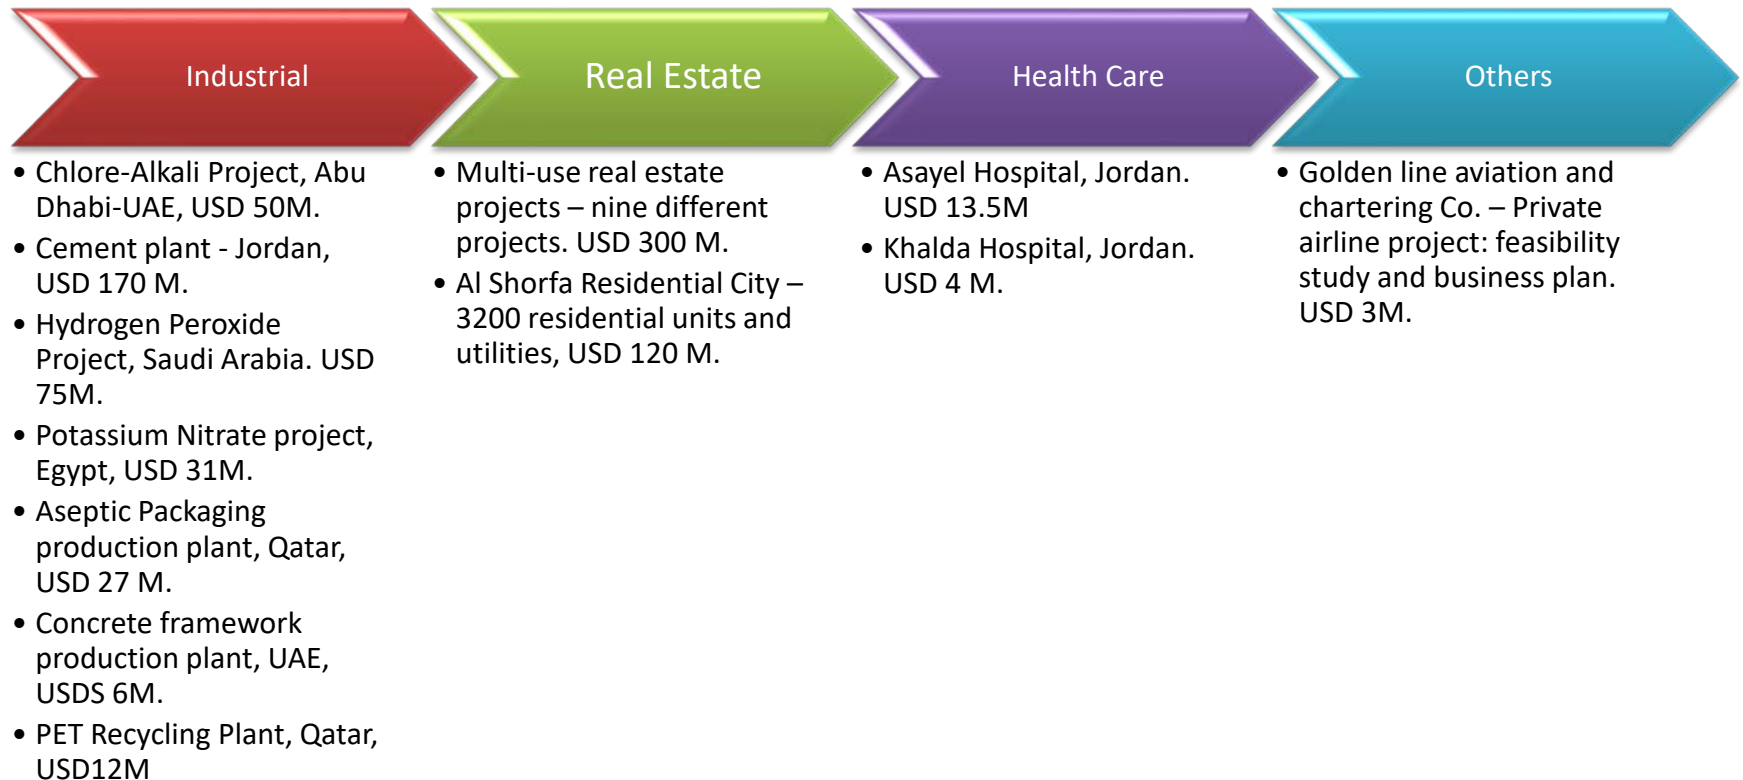 Industrial
• Chlore-Alkali Project, Abu
Dhabi-UAE, USD 50M.
• Cement plant - Jordan,
USD 170 M.
• Hydrogen Peroxide
Project, Saudi Arabia. USD
75M.
• Potassium Nitrate project,
Egypt, USD 31M.
• Aseptic Packaging
production plant, Qatar,
USD 27 M.
• Concrete framework
production plant, UAE,
USDS 6M.
• PET Recycling Plant, Qatar,
USD12M
Real Estate
• Multi-use real estate
projects – nine different
projects. USD 300 M.
• Al Shorfa Residential City –
3200 residential units and
utilities, USD 120 M.
Health Care
• Asayel Hospital, Jordan.
USD 13.5M
• Khalda Hospital, Jordan.
USD 4 M.
Others
• Golden line aviation and
chartering Co. – Private
airline project: feasibility
study and business plan.
USD 3M.